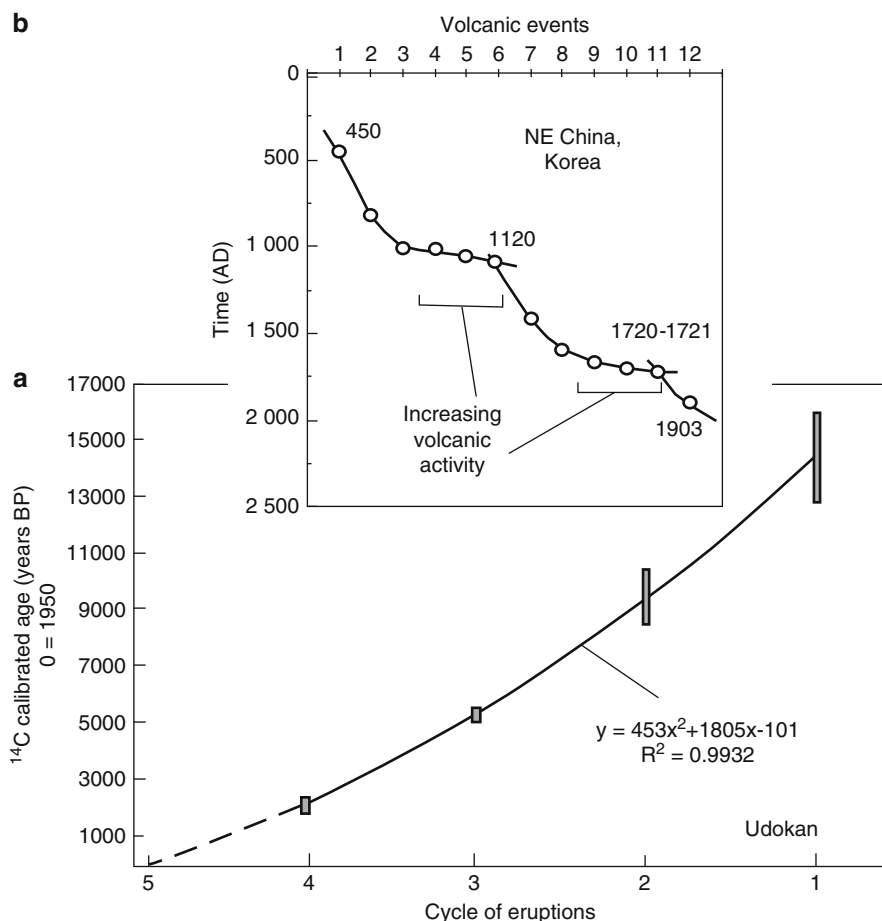 b
Volcanic events
1 2 3 4 5 6 7 8 9 10 11 12
0
500
1 000
1 500
2 000
2 500
Time (AD)
450
NE China,
Korea
1120
1720-1721
Increasing
volcanic
activity
1903
a
17000
15000
13000
11000
9000
7000
5000
3000
1000
14C calibrated age (years BP)
0 = 1950
y = 453x2+1805x-101
R2 = 0.9932
Udokan
5 4 3 2 1
Cycle of eruptions